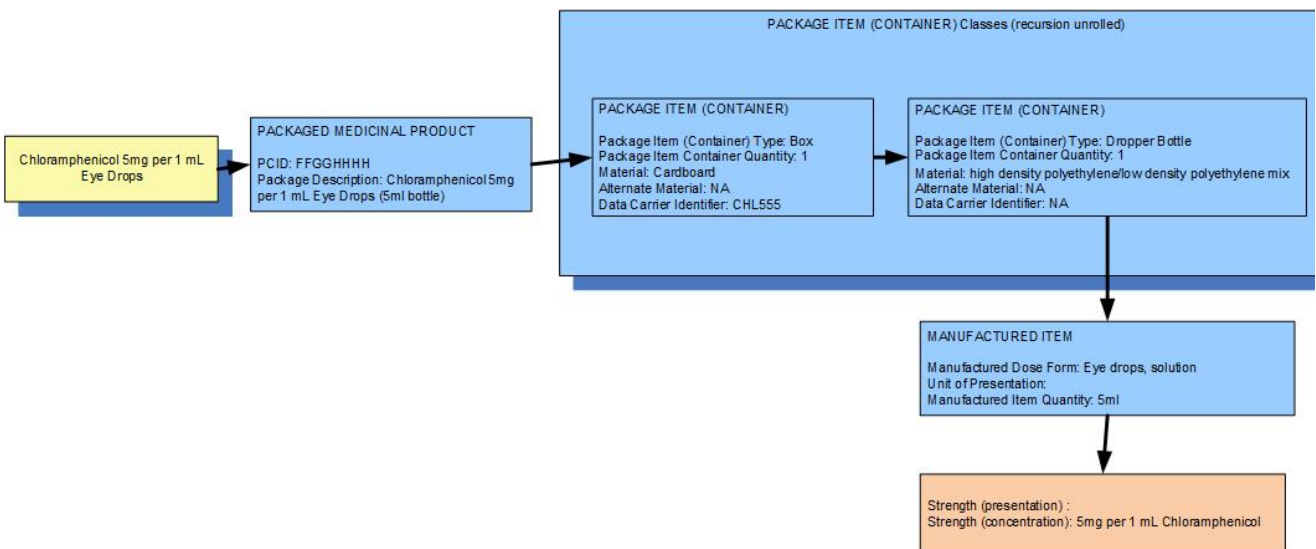 PACKAGE ITEM (CONTAINER) Classes (recursion unrolled)
Chloramphenicol 5mg per 1 mL
Eye Drops
PACKAGED MEDICINAL PRODUCT
PCID: FFGGHHHH
Package Description: Chloramphenicol 5mg
per 1 mL Eye Drops (5ml bottle)
PACKAGE ITEM (CONTAINER)
Package Item (Container) Type: Box
Package Item Container Quantity: 1
Material: Cardboard
Alternate Material: NA
Data Carrier Identifier: CHL555
PACKAGE ITEM (CONTAINER)
Package Item (Container) Type: Dropper Bottle
Package Item Container Quantity: 1
Material: high density polyethylene/low density polyethylene mix
Alternate Material: NA
Data Carrier Identifier: NA
MANUFACTURED ITEM
Manufactured Dose Form: Eye drops, solution
Unit of Presentation:
Manufactured Item Quantity: 5ml
Strength (presentation) :
Strength (concentration): 5mg per 1 mL Chloramphenicol